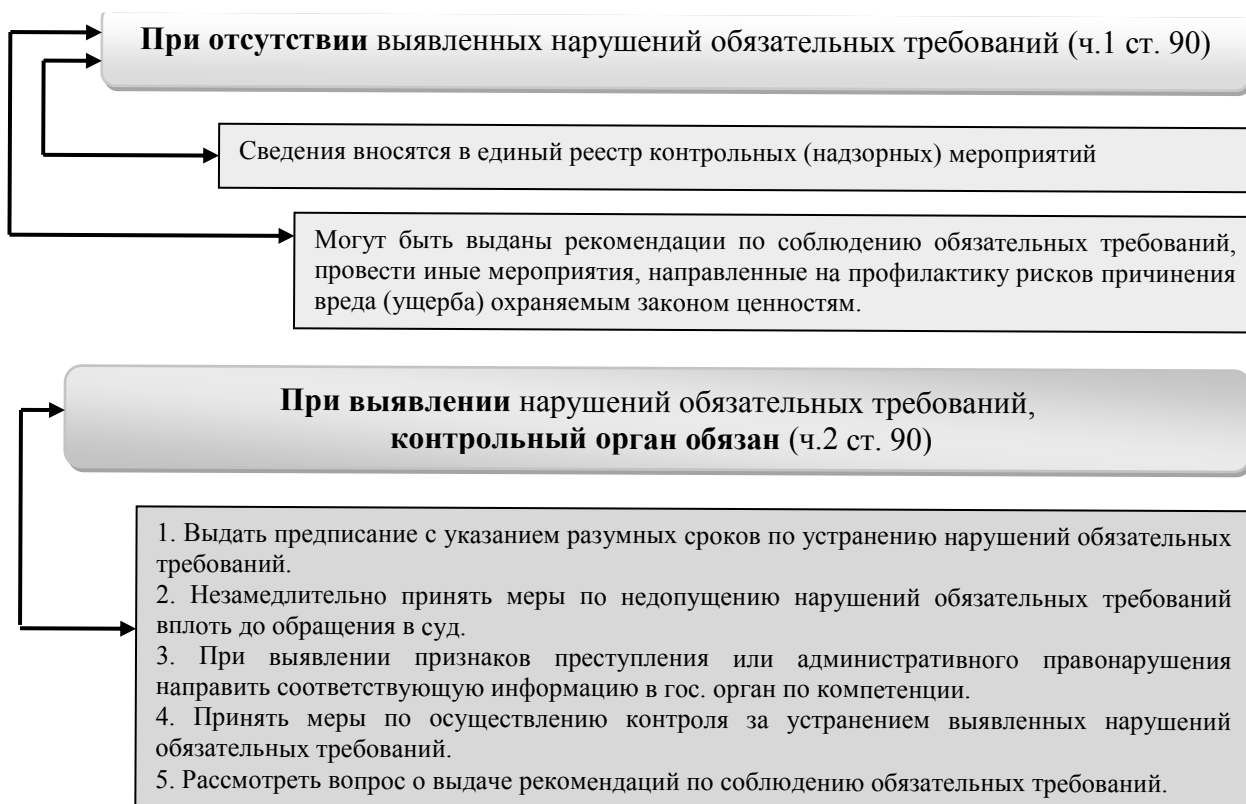 При отсутствии выявленных нарушений обязательных требований (ч.1 ст. 90)
Сведения вносятся в единый реестр контрольных (надзорных) мероприятий
Могут быть выданы рекомендации по соблюдению обязательных требований,
провести иные мероприятия, направленные на профилактику рисков причинения
вреда (ущерба) охраняемым законом ценностям.
При выявлении нарушений обязательных требований,
контрольный орган обязан (ч.2 ст. 90)
1. Выдать предписание с указанием разумных сроков по устранению нарушений обязательных
требований.
2. Незамедлительно принять меры по недопущению нарушений обязательных требований
вплоть до обращения в суд.
3. При выявлении признаков преступления или административного правонарушения
направить соответствующую информацию в гос. орган по компетенции.
4. Принять меры по осуществлению контроля за устранением выявленных нарушений
обязательных требований.
5. Рассмотреть вопрос о выдаче рекомендаций по соблюдению обязательных требований.